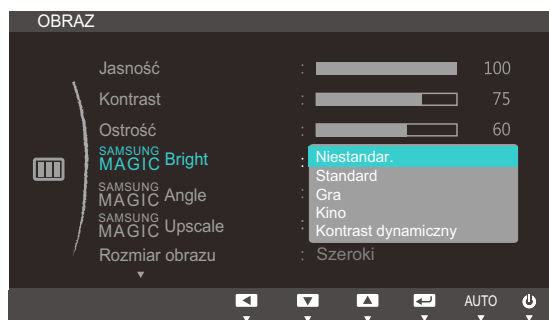 OBRAZ
Jasność : 100
Kontrast : 75
Ostrość : 60
SAMSUNG MAGIC Bright : Niestandar.
Standard
SAMSUNG MAGIC Angle : Gra
Kino
SAMSUNG MAGIC Upscale : Kontrast dynamiczny
Rozmiar obrazu : Szeroki
AUTO